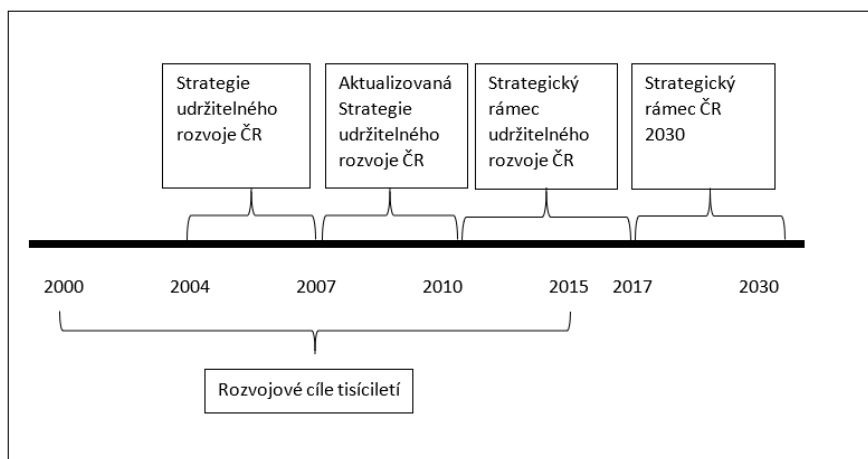 Strategie
udržitelného
rozvoje ČR
Aktualizovaná
Strategie
udržitelného
rozvoje ČR
Strategický
rámec
udržitelného
rozvoje ČR
Strategický
rámec ČR
2030
2000 2004 2007 2010 2015 2017 2030
Rozvojové cíle tisíciletí